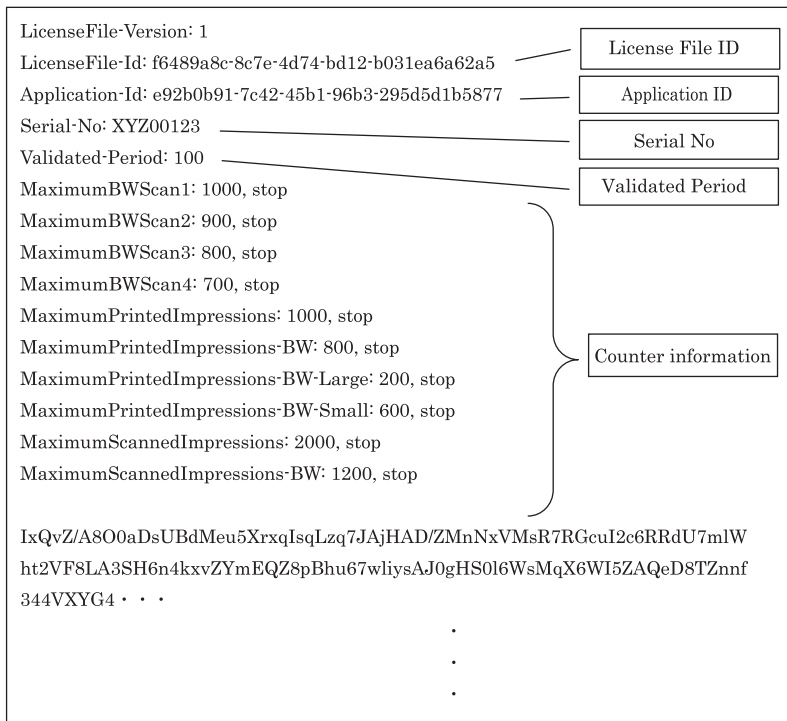 LicenseFile-Version: 1
LicenseFile-Id: f6489a8c-8c7e-4d74-bd12-b031ea6a62a5
License File ID
Application-Id: e92b0b91-7c42-45b1-96b3-295d5d1b5877
Application ID
Serial-No: XYZ00123
Serial No
Validated-Period: 100
Validated Period
MaximumBWScan1: 1000, stop
MaximumBWScan2: 900, stop
MaximumBWScan3: 800, stop
MaximumBWScan4: 700, stop
MaximumPrintedImpressions: 1000, stop
MaximumPrintedImpressions-BW: 800, stop
Counter information
MaximumPrintedImpressions-BW-Large: 200, stop
MaximumPrintedImpressions-BW-Small: 600, stop
MaximumScannedImpressions: 2000, stop
MaximumScannedImpressions-BW: 1200, stop
IxQvZ/A8O0aDsUBdMeu5XrxqIsqLzq7JAjHAD/ZMnNxVMsR7RGcuI2c6RRdU7mlW
ht2VF8LA3SH6n4kxvZYmEQZ8pBhu67wliysAJ0gHS0l6WsMqX6WI5ZAQeD8TZnnf
344VXYG4・・・
・
・
・